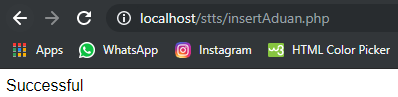 localhost/stts/insertAduan.php
Apps WhatsApp Instagram HTML Color Picker
Successful